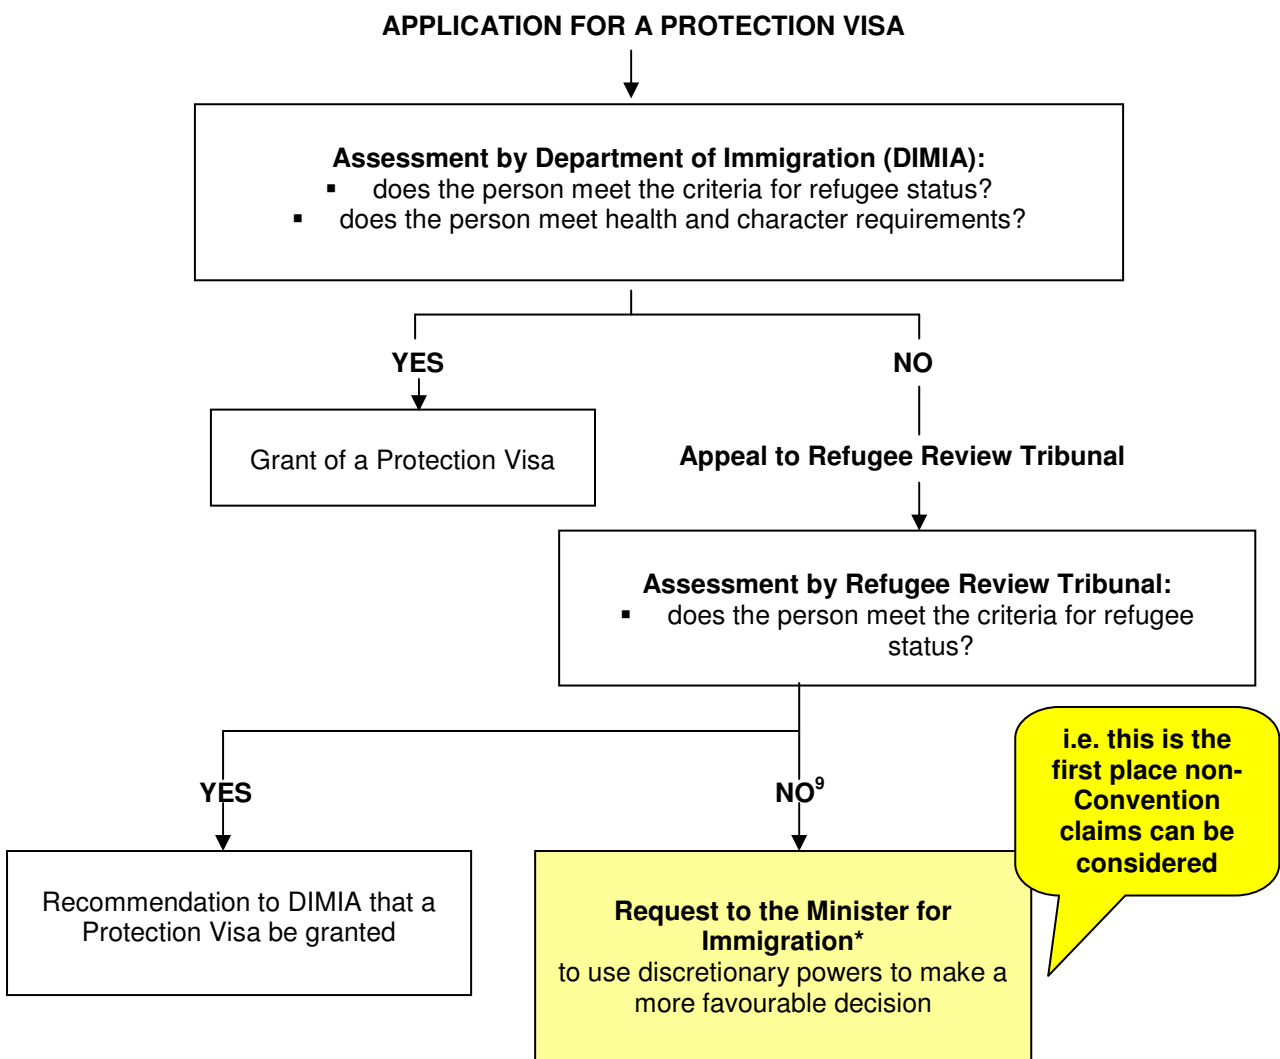 APPLICATION FOR A PROTECTION VISA
Assessment by Department of Immigration (DIMIA):
▪ does the person meet the criteria for refugee status?
▪ does the person meet health and character requirements?
YES
NO
Grant of a Protection Visa
Appeal to Refugee Review Tribunal
Assessment by Refugee Review Tribunal:
▪ does the person meet the criteria for refugee
status?
i.e. this is the
first place non-
Convention
claims can be
considered
YES
NO⁹
Recommendation to DIMIA that a
Protection Visa be granted
Request to the Minister for
Immigration*
to use discretionary powers to make a
more favourable decision